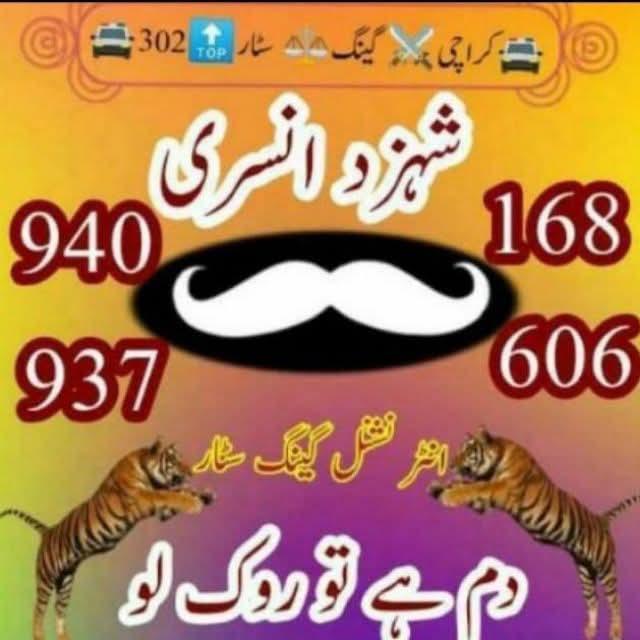 کراچی گینگ سٹار TOP 302
شہزد انسری
940 168
937 606
انٹر نشنل گینگ سٹار
دم ہے تو روک لو